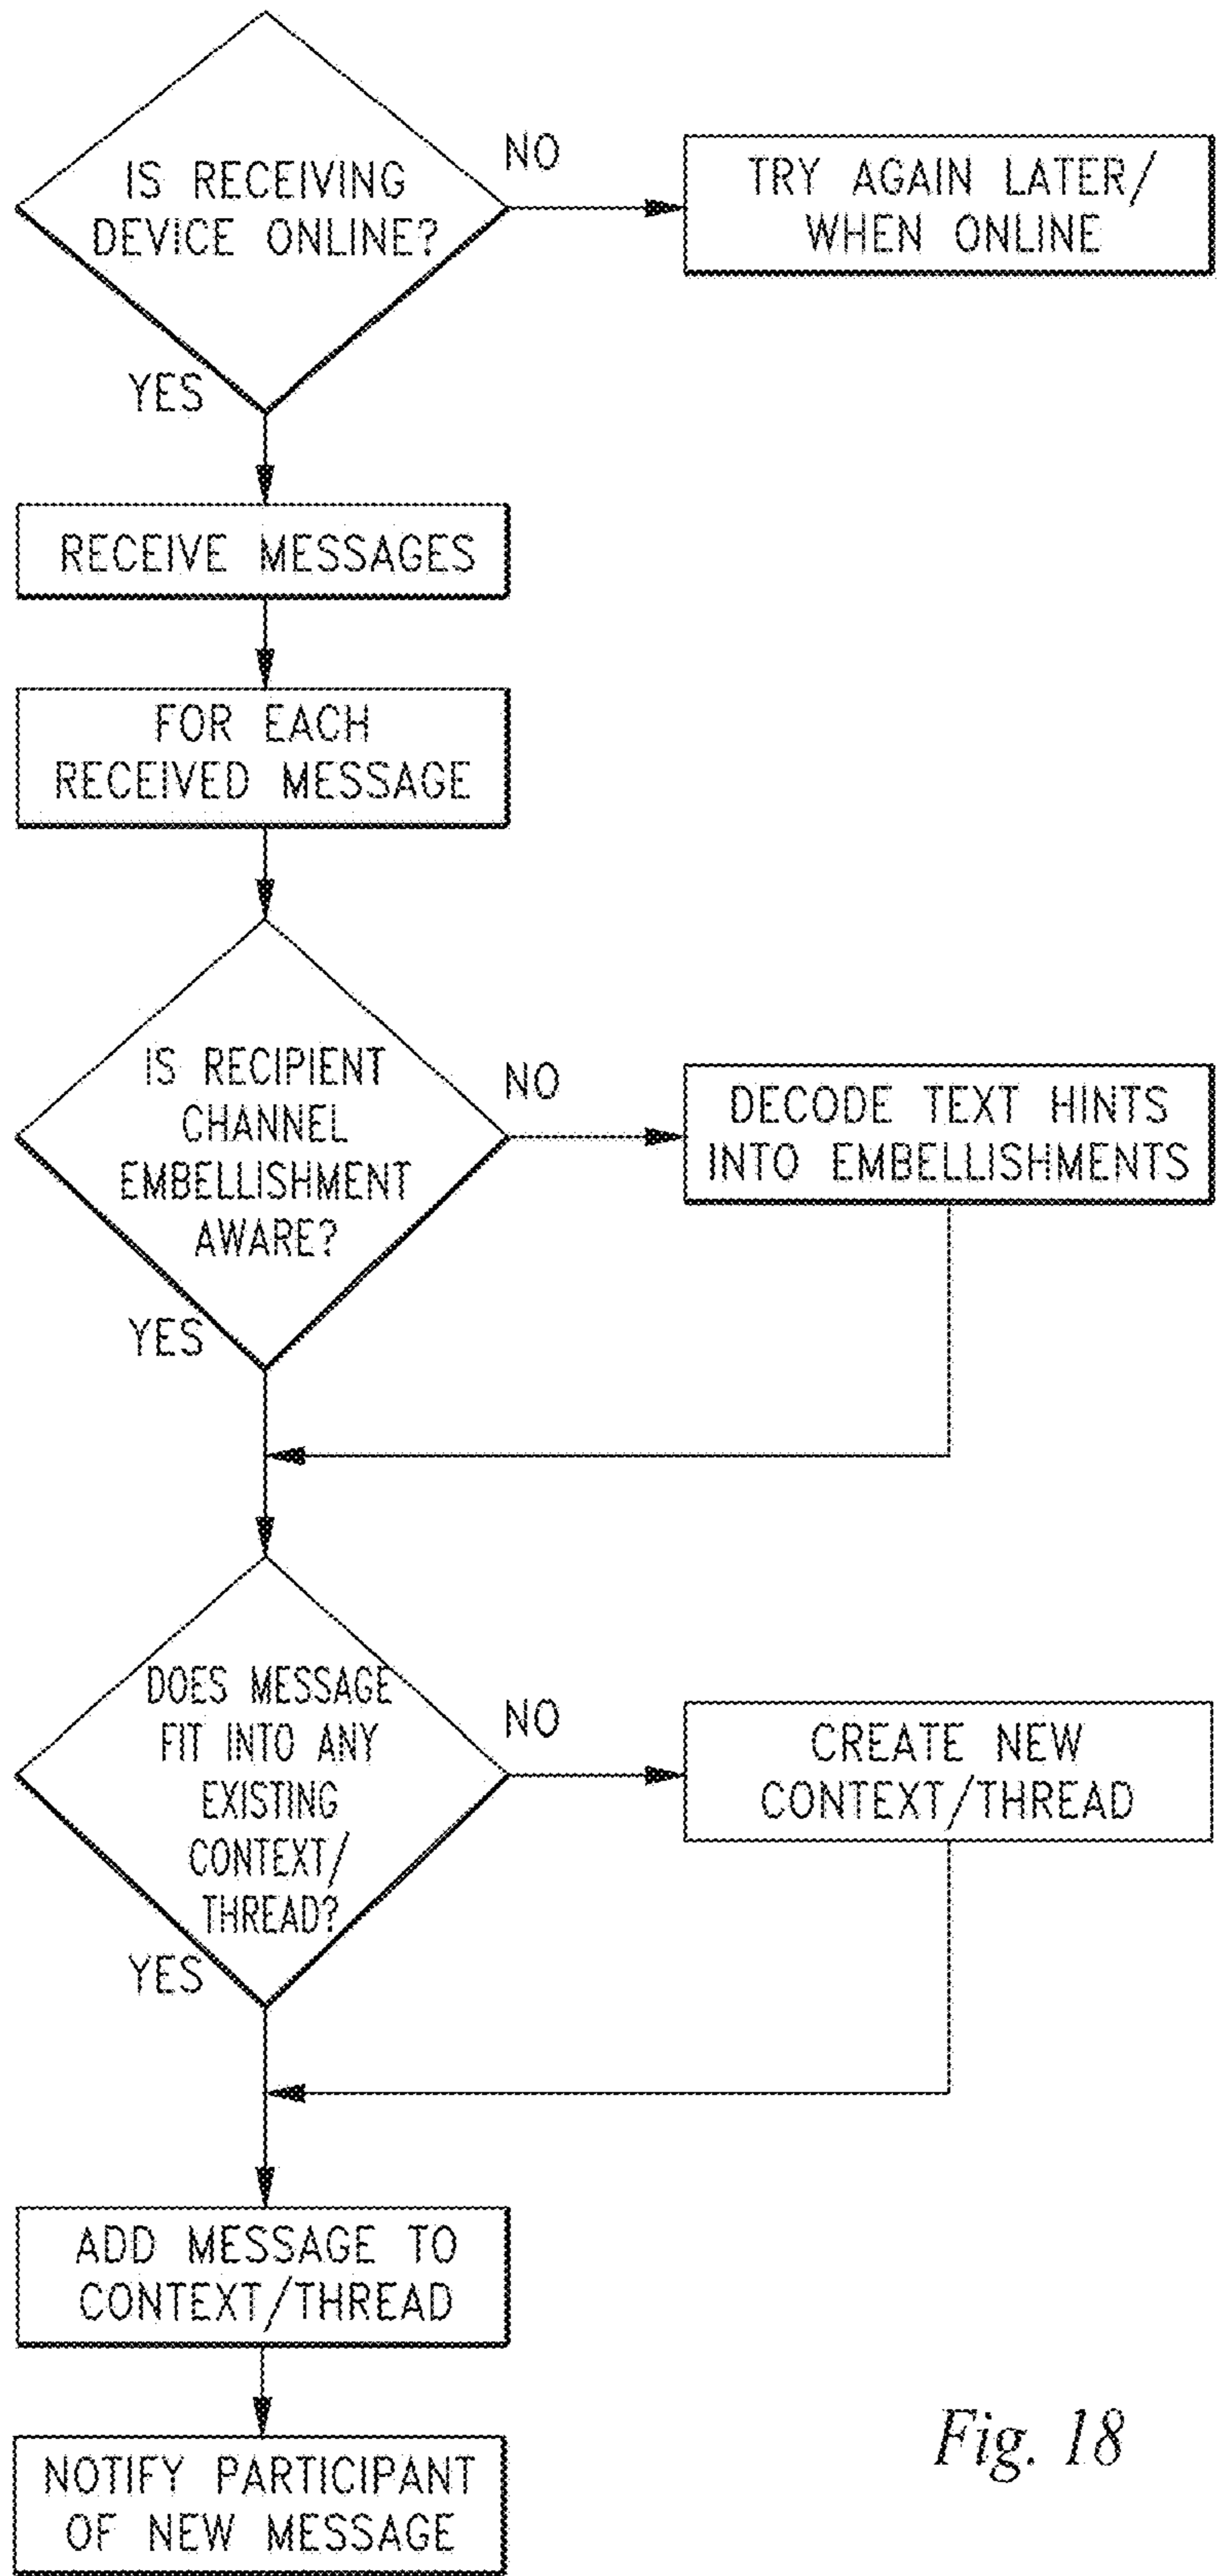 IS RECEIVING
DEVICE ONLINE?
NO
TRY AGAIN LATER/
WHEN ONLINE
YES
RECEIVE MESSAGES
FOR EACH
RECEIVED MESSAGE
IS RECIPIENT
CHANNEL
EMBELLISHMENT
AWARE?
NO
DECODE TEXT HINTS
INTO EMBELLISHMENTS
YES
DOES MESSAGE
FIT INTO ANY
EXISTING
CONTEXT/
THREAD?
NO
CREATE NEW
CONTEXT/THREAD
YES
ADD MESSAGE TO
CONTEXT/THREAD
NOTIFY PARTICIPANT
OF NEW MESSAGE
Fig. 18